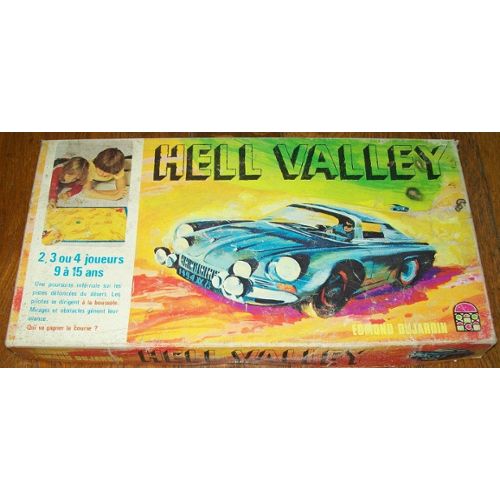 HELL VALLEY
2, 3 ou 4 joueurs
9 à 15 ans
Une poursuite infernale sur les
pistes défoncées du désert. Les
pilotes se dirigent à la boussole.
Mirages et obstacles gênent leur
avance.
Qui va gagner la course ?
EDMOND DUJARDIN
EDMOND DUJARDIN
HELL VALLEY